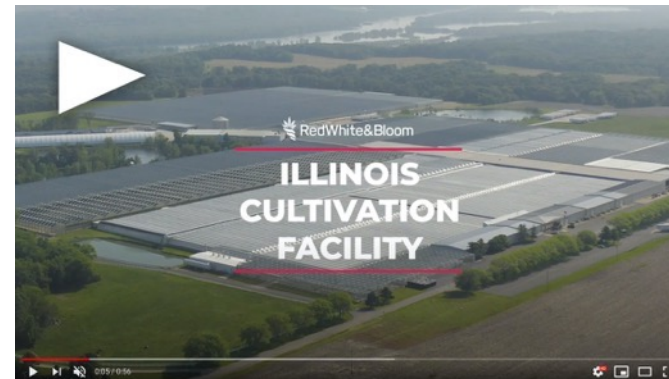 RedWhite&Bloom
ILLINOIS
CULTIVATION
FACILITY
0:05 / 0:56